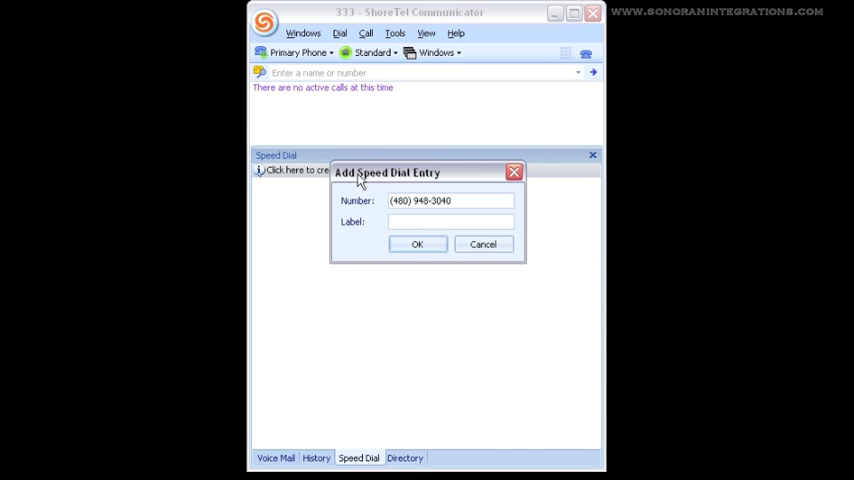 333 - ShoreTel Communicator
WWW.SONORANINTEGRATIONS.COM
Windows Dial Call Tools View Help
Primary Phone Standard Windows
Enter a name or number
There are no active calls at this time
Speed Dial
Click here to cre
Add Speed Dial Entry
Number: (480) 948-3040
Label:
OK Cancel
Voice Mail History Speed Dial Directory